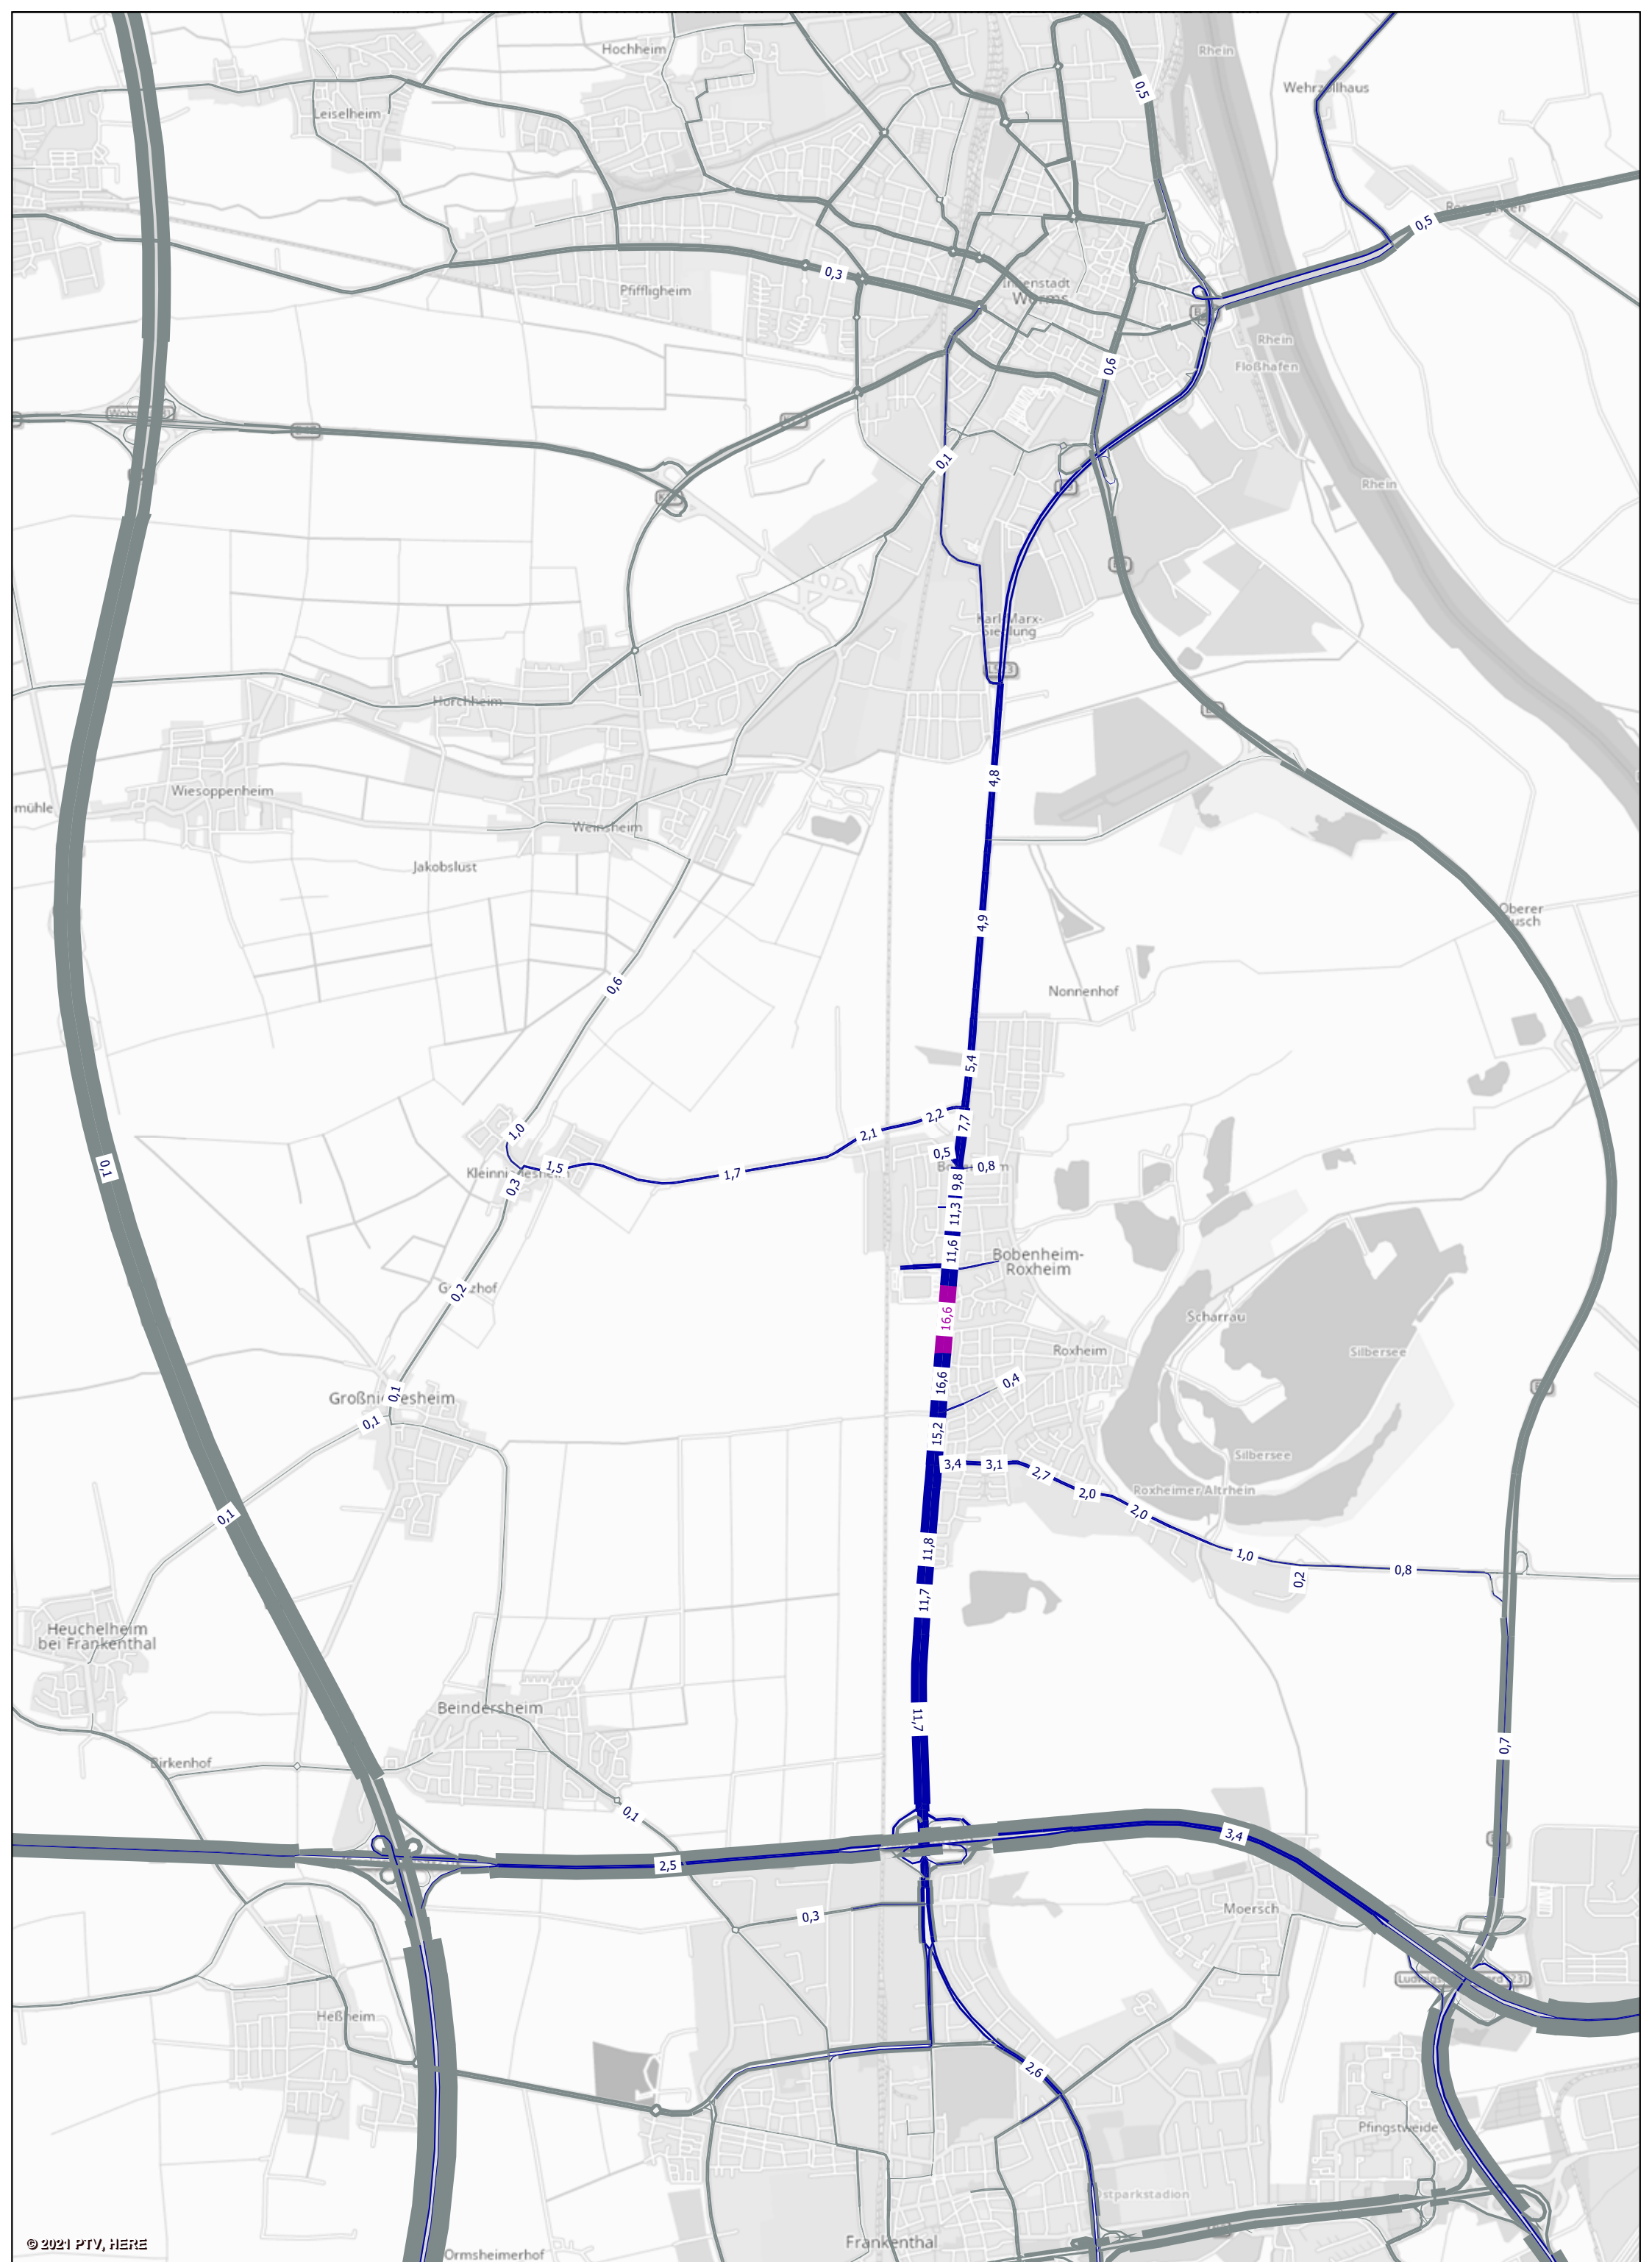 Hochheim
Rhein
0,5
Wehrzollhaus
Leiselheim
0,5
0,3
Pfiffligheim
Innenstadt
Worms
Rhein
Floßhafen
0,6
0,1
Rhein
Karl-Marx-
Siedlung
Horchheim
4,8
Wiesoppenheim
emühle
Weinsheim
Jakobslust
Oberer
Busch
4,9
0,6
Nonnenhof
5,4
1,0
2,2
7,7
2,1
0,5
0,1
1,5
1,7
0,8
Kleinniedesheim
0,3
9,8
11,3
11,6
Bobenheim-
Roxheim
0,2
16,6
Scharrau
Roxheim
Silbersee
16,6
0,4
0,1
Großniedesheim
0,1
15,2
Silbersee
3,4
3,1
2,7
2,0
Roxheimer Altrhein
2,0
0,1
11,8
1,0
0,8
0,2
11,7
Heuchelheim
bei Frankenthal
Beindersheim
11,7
0,7
Birkenhof
0,1
3,4
2,5
0,3
Moersch
Heßheim
2,6
Pfingstweide
Ostparkstadion
Frankenthal
© 2021 PTV, HERE
Ormsheimerhof